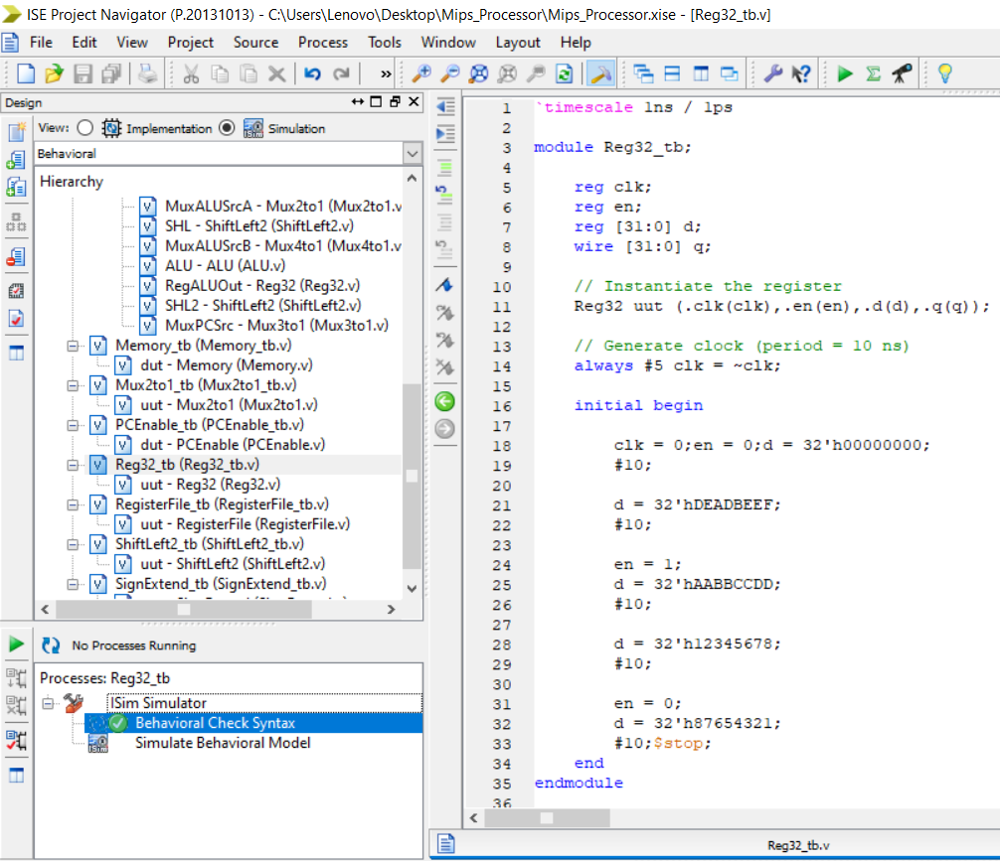 ISE Project Navigator (P.20131013) - C:\Users\Lenovo\Desktop\Mips_Processor\Mips_Processor.xise - [Reg32_tb.v]
File Edit View Project Source Process Tools Window Layout Help
»
Design
View: Implementation Simulation
Behavioral
Hierarchy
MuxALUSrcA - Mux2to1 (Mux2to1.v
SHL - ShiftLeft2 (ShiftLeft2.v)
MuxALUSrcB - Mux4to1 (Mux4to1.v
ALU - ALU (ALU.v)
RegALUOut - Reg32 (Reg32.v)
SHL2 - ShiftLeft2 (ShiftLeft2.v)
MuxPCSrc - Mux3to1 (Mux3to1.v)
Memory_tb (Memory_tb.v)
dut - Memory (Memory.v)
Mux2to1_tb (Mux2to1_tb.v)
uut - Mux2to1 (Mux2to1.v)
PCEnable_tb (PCEnable_tb.v)
dut - PCEnable (PCEnable.v)
Reg32_tb (Reg32_tb.v)
uut - Reg32 (Reg32.v)
RegisterFile_tb (RegisterFile_tb.v)
uut - RegisterFile (RegisterFile.v)
ShiftLeft2_tb (ShiftLeft2_tb.v)
uut - ShiftLeft2 (ShiftLeft2.v)
SignExtend_tb (SignExtend_tb.v)
No Processes Running
Processes: Reg32_tb
ISim Simulator
Behavioral Check Syntax
Simulate Behavioral Model
1 `timescale 1ns / 1ps
2
3 module Reg32_tb;
4
5 reg clk;
6 reg en;
7 reg [31:0] d;
8 wire [31:0] q;
9
10 // Instantiate the register
11 Reg32 uut (.clk(clk),.en(en),.d(d),.q(q));
12
13 // Generate clock (period = 10 ns)
14 always #5 clk = ~clk;
15
16 initial begin
17
18 clk = 0;en = 0;d = 32'h00000000;
19 #10;
20
21 d = 32'hDEADBEEF;
22 #10;
23
24 en = 1;
25 d = 32'hAABBCCDD;
26 #10;
27
28 d = 32'h12345678;
29 #10;
30
31 en = 0;
32 d = 32'h87654321;
33 #10;$stop;
34 end
35 endmodule
36
Reg32_tb.v